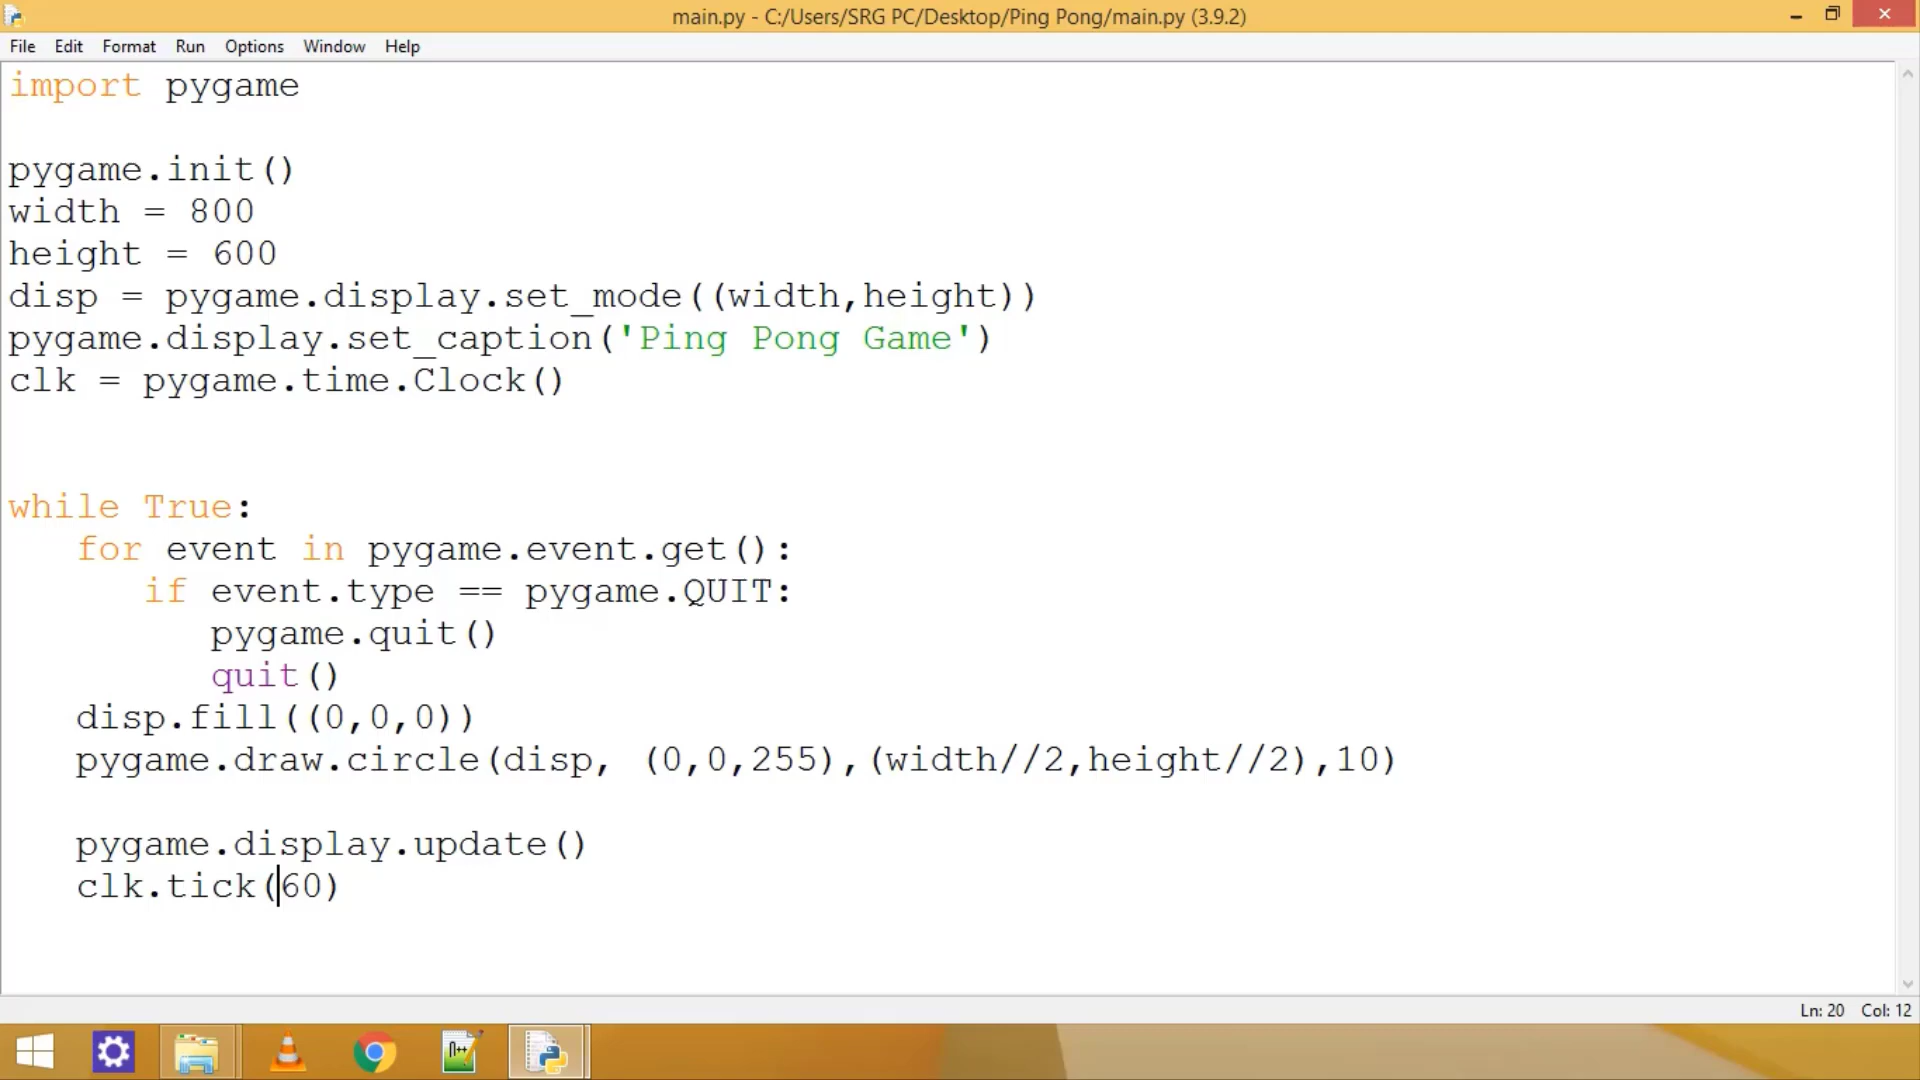 main.py - C:/Users/SRG PC/Desktop/Ping Pong/main.py (3.9.2)
File Edit Format Run Options Window Help
import pygame
pygame.init()
width = 800
height = 600
disp = pygame.display.set_mode((width,height))
pygame.display.set_caption('Ping Pong Game')
clk = pygame.time.Clock()
while True:
   for event in pygame.event.get():
      if event.type == pygame.QUIT:
         pygame.quit()
         quit()
   disp.fill((0,0,0))
   pygame.draw.circle(disp, (0,0,255),(width//2,height//2),10)
   pygame.display.update()
   clk.tick(60)
Ln: 20 Col: 12